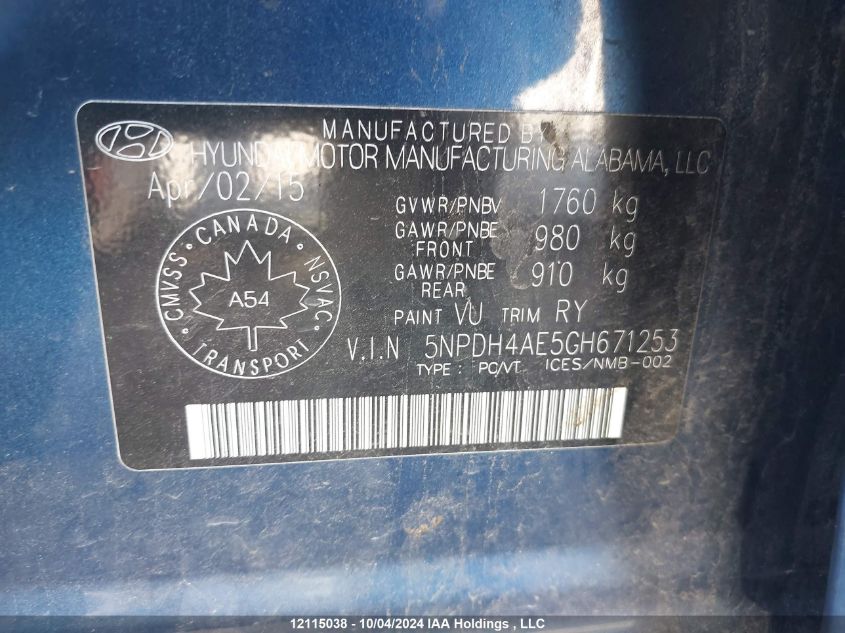 MANUFACTURED BY
HYUNDAI MOTOR MANUFACTURING ALABAMA, LLC
Apr/02/15
GVWR/PNBV 1760 kg
GAWR/PNBE FRONT 980 kg
GAWR/PNBE REAR 910 kg
PAINT VU TRIM RY
CMVSS • CANADA • NSVAC • TRANSPORT •
A54
V.I.N 5NPDH4AE5GH671253
TYPE : PC/VT ICES/NMB-002
12115038 - 10/04/2024 IAA Holdings , LLC